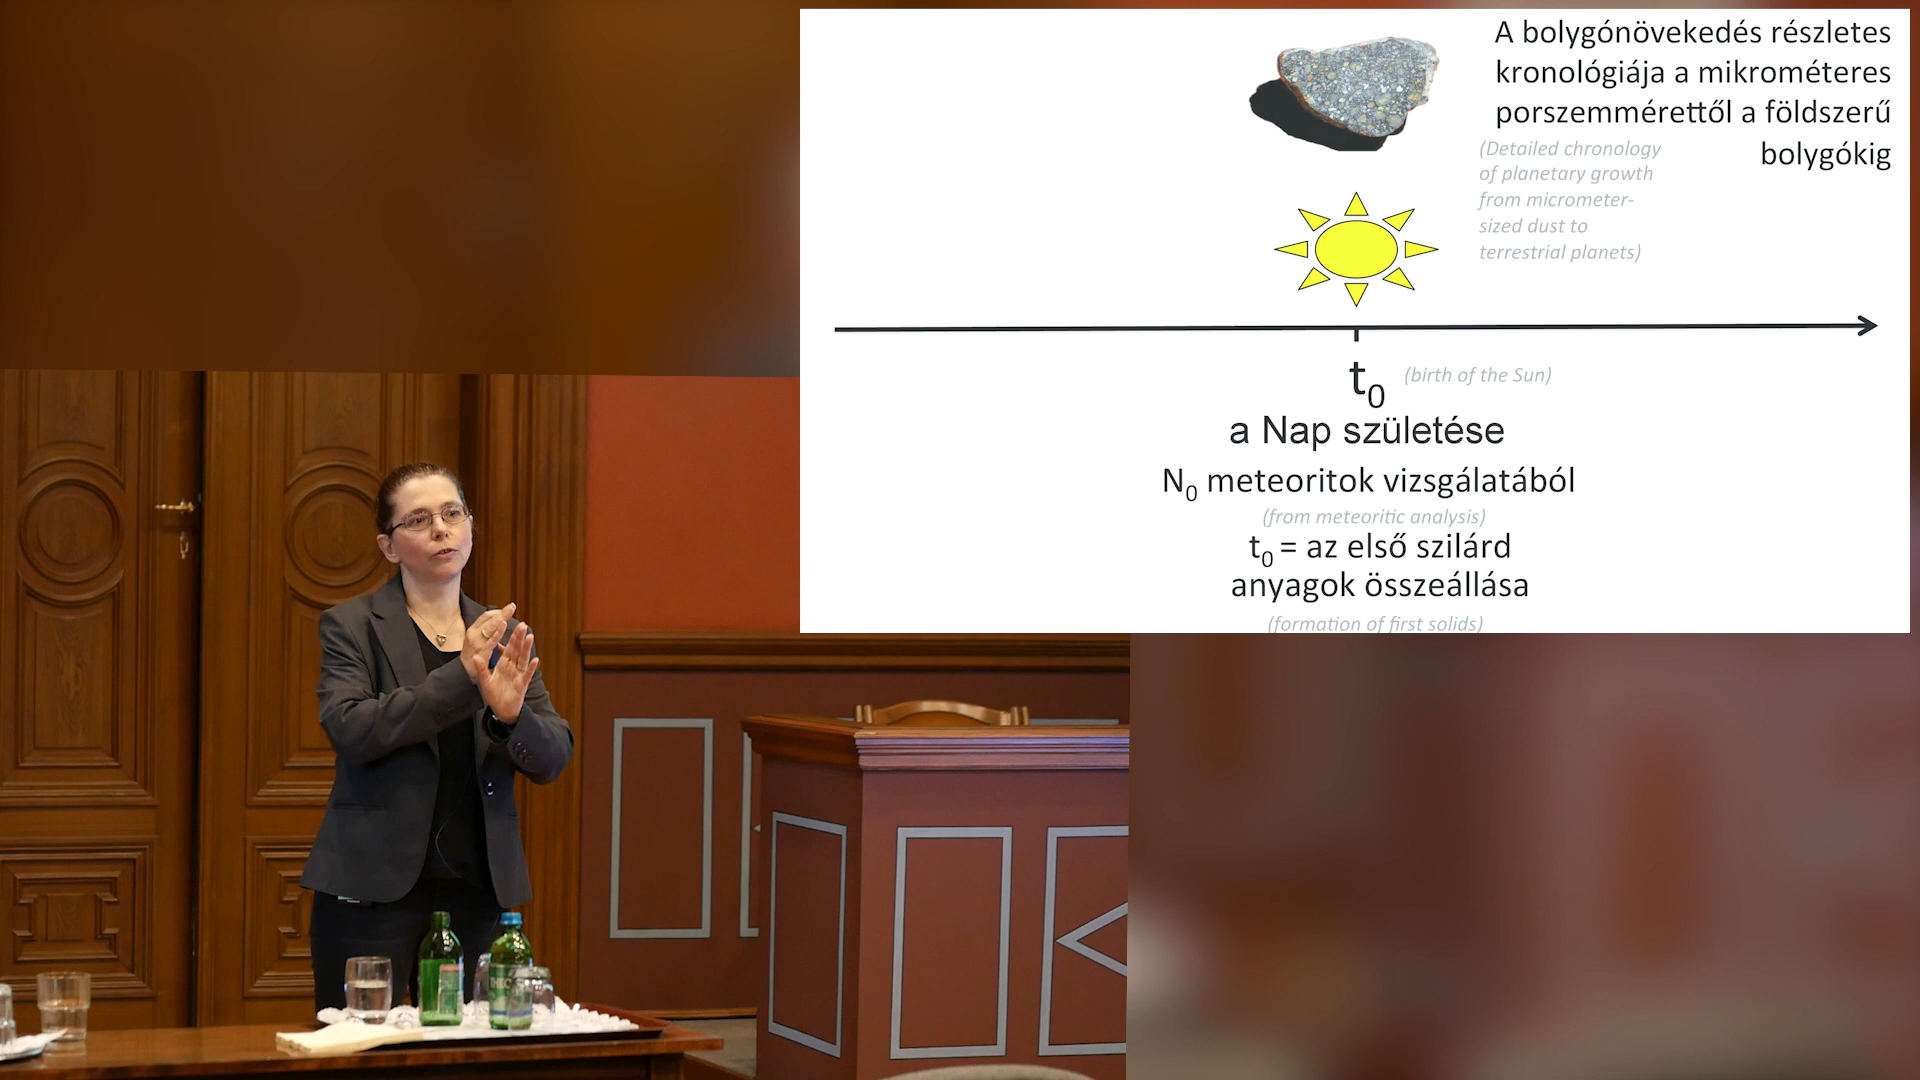 A bolygónövekedés részletes
kronológiája a mikrométeres
porszemmérettől a földszerű
bolygókig
(Detailed chronology
of planetary growth
from micrometer-
sized dust to
terrestrial planets)
t0 (birth of the Sun)
a Nap születése
N0 meteoritok vizsgálatából
(from meteoritic analysis)
t0 = az első szilárd
anyagok összeállása
(formation of first solids)